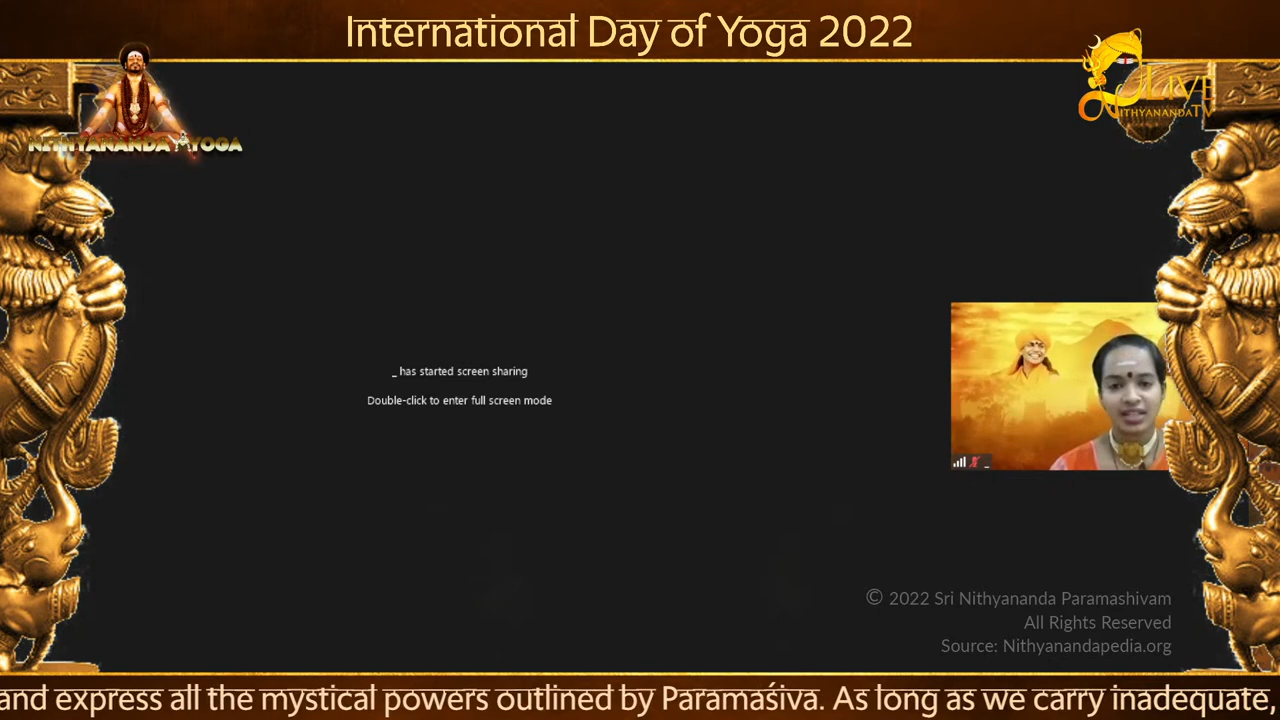 International Day of Yoga 2022
LIVE
NITHYANANDATV
NITHYANANDA YOGA
_ has started screen sharing
Double-click to enter full screen mode
_
© 2022 Sri Nithyananda Paramashivam
All Rights Reserved
Source: Nithyanandapedia.org
and express all the mystical powers outlined by Paramaśiva. As long as we carry inadequate,